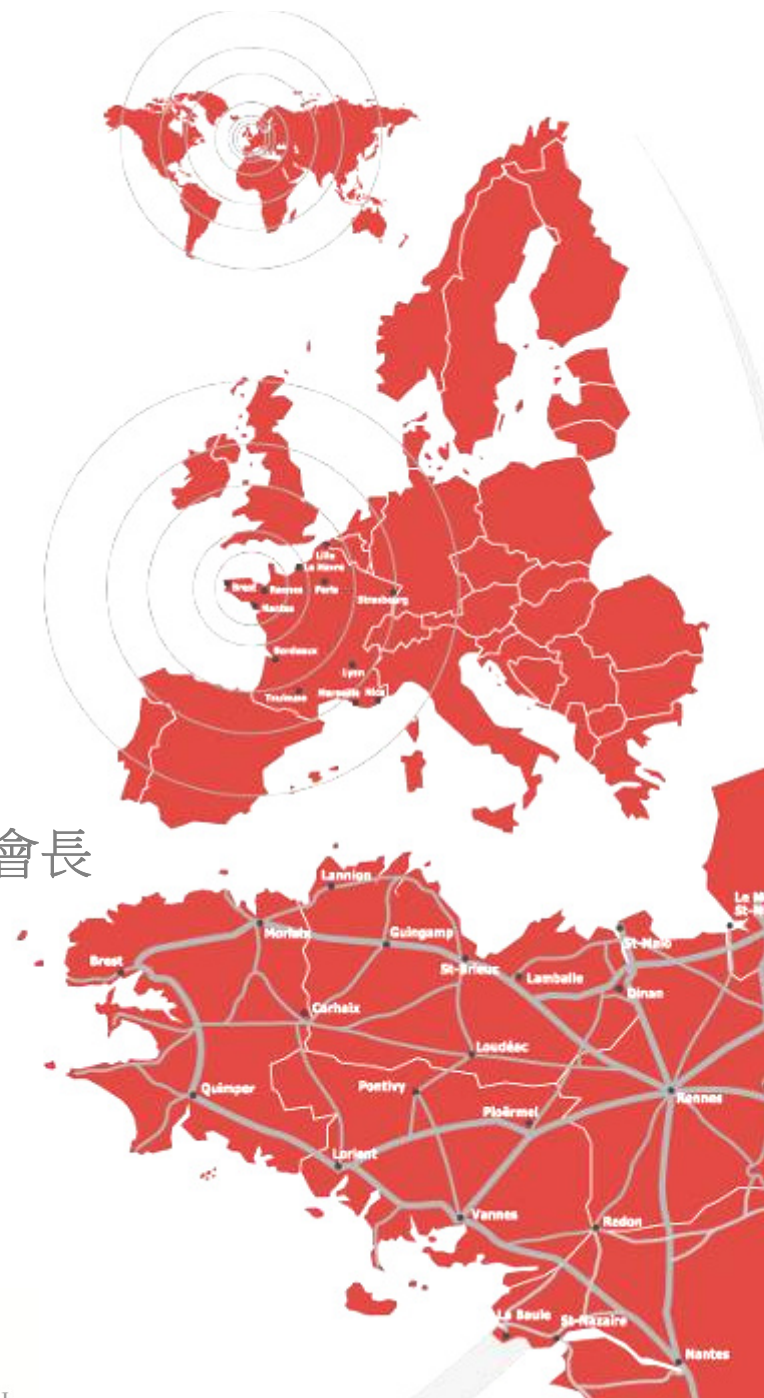 Lille
Le Havre
Brest
Rennes
Paris
Strasbourg
Nantes
Bordeaux
Lyon
Toulouse
Marseille
Nice
會長
Lannion
Morlaix
Guingamp
St-Malo
Brest
St-Brieuc
Lamballe
Dinan
Carhaix
Loudéac
Quimper
Pontivy
Rennes
Ploërmel
Lorient
Vannes
Redon
La Baule
St-Nazaire
Nantes